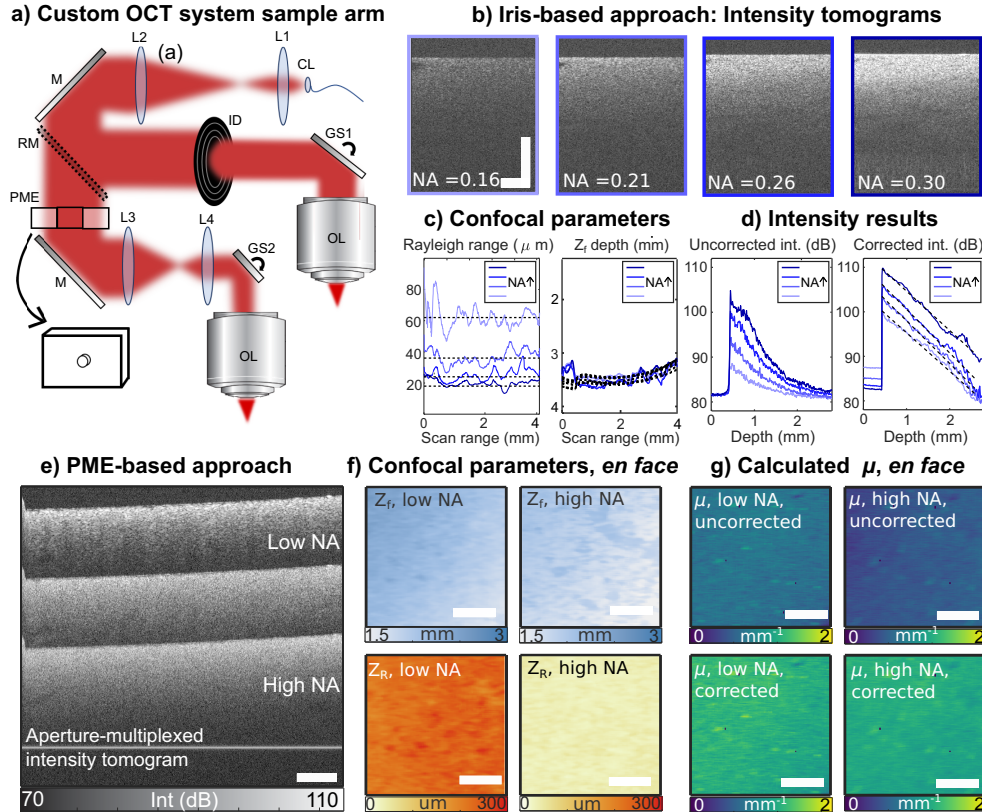 a) Custom OCT system sample arm
L2
(a)
L1
M
CL
ID
GS1
RM
PME
L3
L4
GS2
OL
M
OL
b) Iris-based approach: Intensity tomograms
NA =0.16
NA =0.21
NA =0.26
NA =0.30
c) Confocal parameters
Rayleigh range (μ m)
Zf depth (mm)
NA↑
NA↑
80
60
40
20
0
2
4
Scan range (mm)
2
3
4
0
2
4
Scan range (mm)
d) Intensity results
Uncorrected int. (dB)
Corrected int. (dB)
NA↑
NA↑
110
100
90
80
0
1
2
Depth (mm)
110
100
90
80
0
1
2
Depth (mm)
e) PME-based approach
Low NA
High NA
Aperture-multiplexed
intensity tomogram
70
Int (dB)
110
f) Confocal parameters, en face
Zf, low NA
Zf, high NA
1.5
mm
3
1.5
mm
3
ZR, low NA
ZR, high NA
0
um
300
0
um
300
g) Calculated μ, en face
μ, low NA,
uncorrected
μ, high NA,
uncorrected
0
mm-1
2
0
mm-1
2
μ, low NA,
corrected
μ, high NA,
corrected
0
mm-1
2
0
mm-1
2